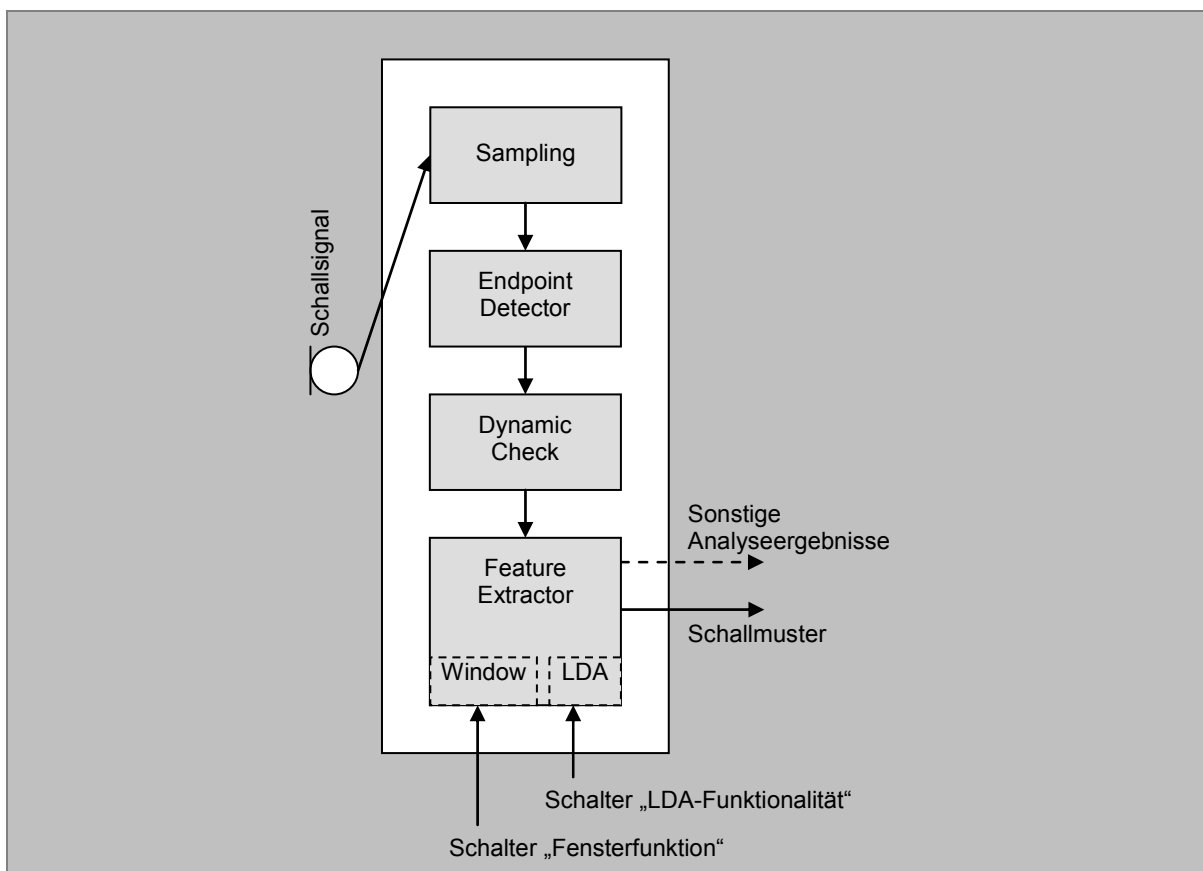 Sampling
Schallsignal
Endpoint
Detector
Dynamic
Check
Sonstige
Analyseergebnisse
Feature
Extractor
Schallmuster
Window
LDA
Schalter „LDA-Funktionalität“
Schalter „Fensterfunktion“